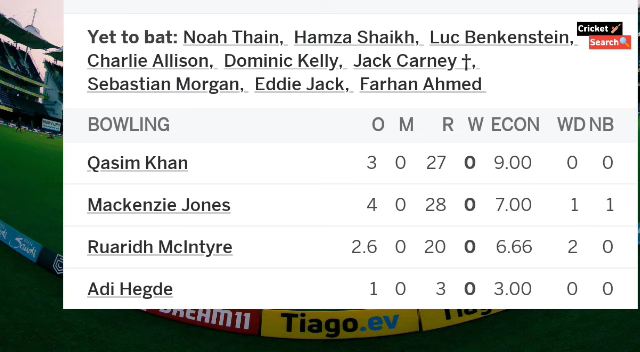 Cricket
Search
Yet to bat: Noah Thain, Hamza Shaikh, Luc Benkenstein,
Charlie Allison, Dominic Kelly, Jack Carney †,
Sebastian Morgan, Eddie Jack, Farhan Ahmed
BOWLING O M R W ECON WD NB
Qasim Khan 3 0 27 0 9.00 0 0
Mackenzie Jones 4 0 28 0 7.00 1 1
Ruaridh McIntyre 2.6 0 20 0 6.66 2 0
Adi Hegde 1 0 3 0 3.00 0 0
DREAM11
Tiago.ev